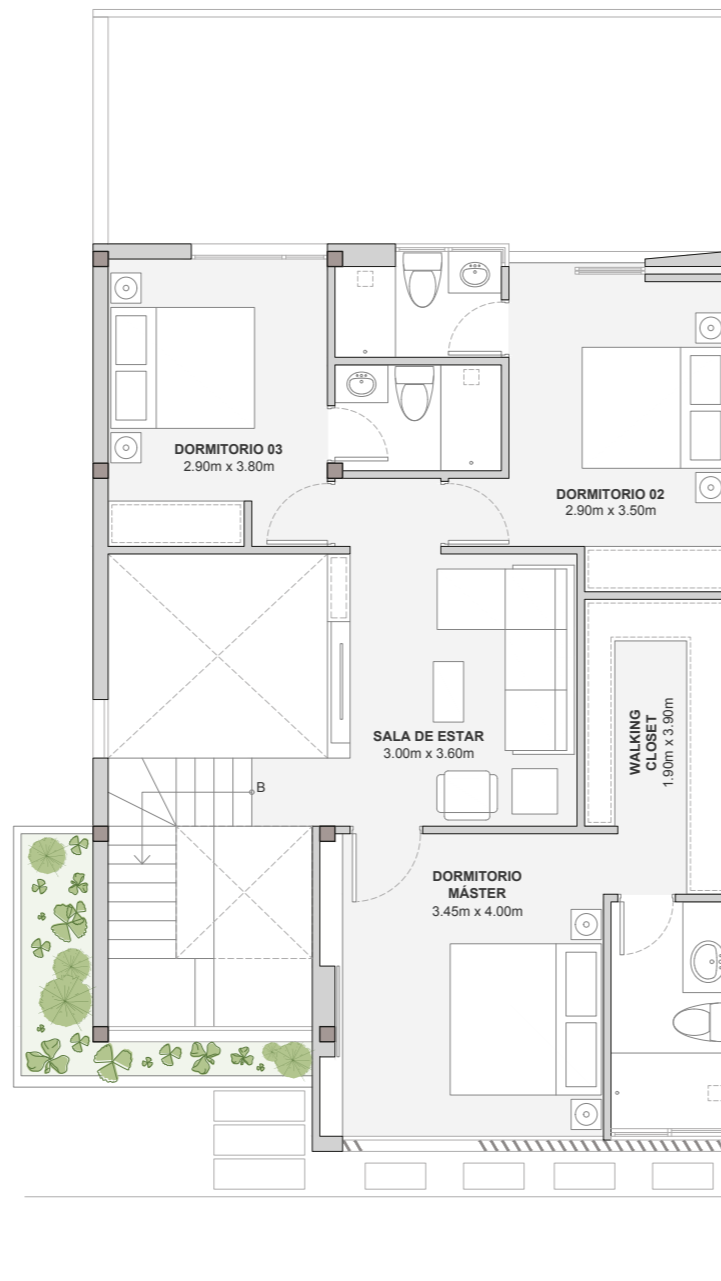 DORMITORIO 03
2.90m x 3.80m
DORMITORIO 02
2.90m x 3.50m
SALA DE ESTAR
3.00m x 3.60m
WALKING
CLOSET
1.90m x 3.90m
B
DORMITORIO
MÁSTER
3.45m x 4.00m